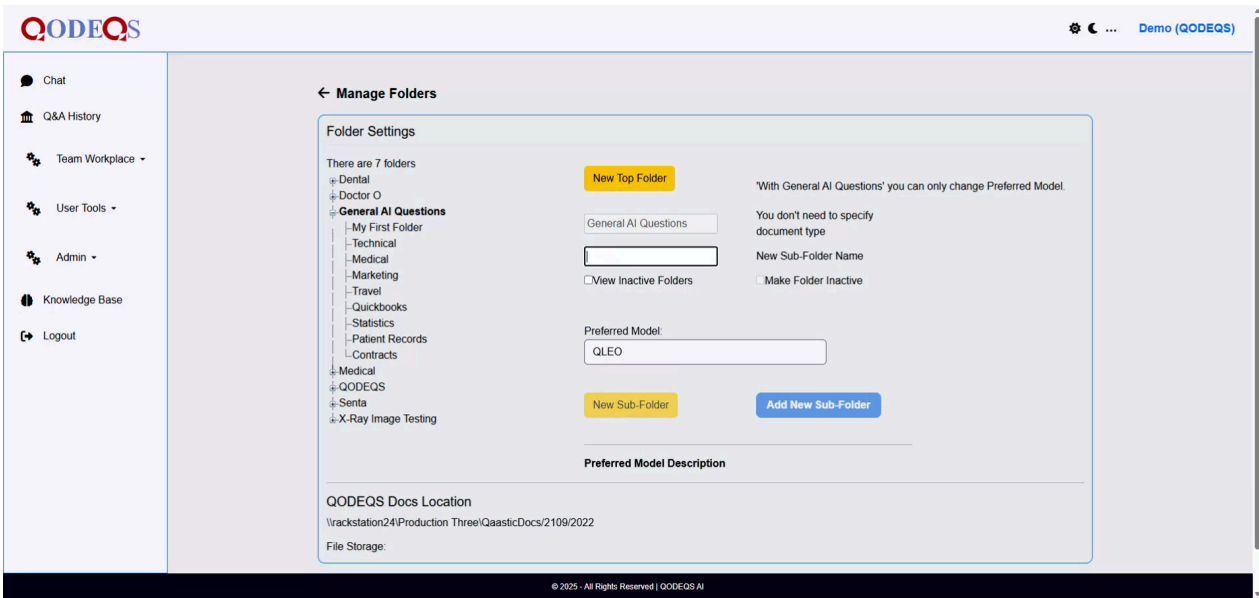 QODEQS
... Demo (QODEQS)
Chat
Q&A History
Team Workplace
User Tools
Admin
Knowledge Base
Logout
Manage Folders
Folder Settings
There are 7 folders
Dental
Doctor O
General AI Questions
My First Folder
Technical
Medical
Marketing
Travel
Quickbooks
Statistics
Patient Records
Contracts
Medical
QODEQS
Senta
X-Ray Image Testing
New Top Folder
'With General AI Questions' you can only change Preferred Model.
General AI Questions
You don't need to specify
document type
New Sub-Folder Name
View Inactive Folders
Make Folder Inactive
Preferred Model:
QLEO
New Sub-Folder
Add New Sub-Folder
Preferred Model Description
QODEQS Docs Location
\\rackstation24\Production Three\QaasticDocs/2109/2022
File Storage:
© 2025 - All Rights Reserved | QODEQS AI